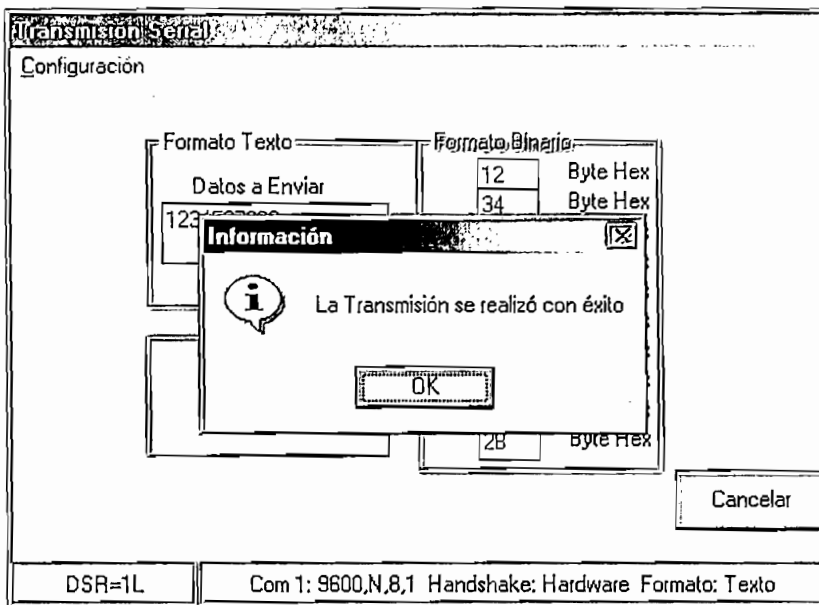 Transmisión Serial
Configuración
Formato Texto
Formato Binario
Datos a Enviar
12 Byte Hex
34 Byte Hex
Información
La Transmisión se realizó con éxito
OK
2B Byte Hex
Cancelar
DSR=1L
Com 1: 9600,N,8,1 Handshake: Hardware Formato: Texto